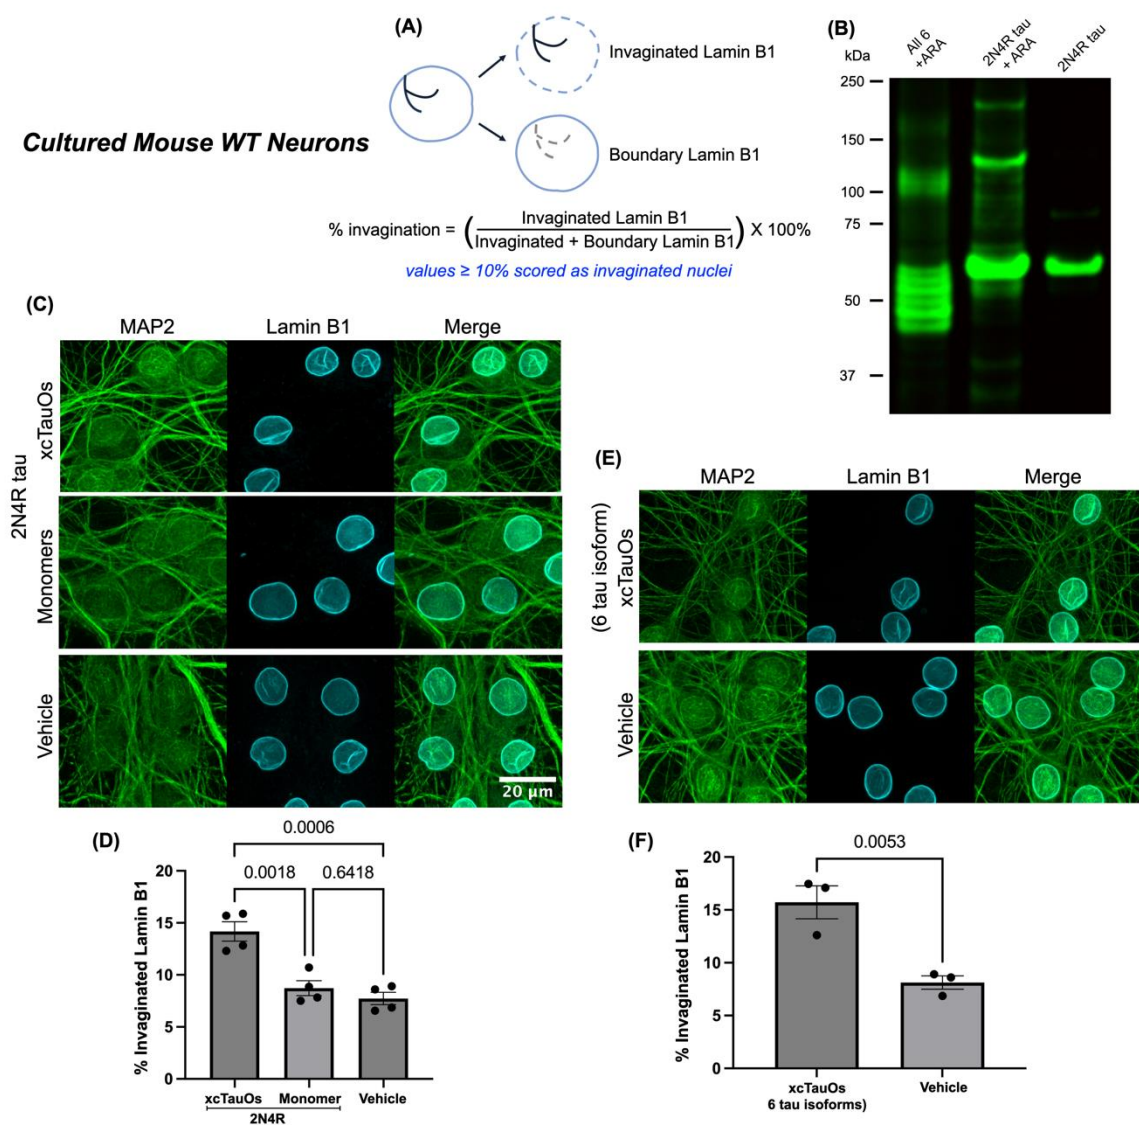 (A)
Invaginated Lamin B1
Cultured Mouse WT Neurons
Boundary Lamin B1
% invagination = ( Invaginated Lamin B1
Invaginated + Boundary Lamin B1 ) X 100%
values ≥ 10% scored as invaginated nuclei
(B)
All 6
+ARA
2N4R tau
+ ARA
2N4R tau
kDa
250
150
100
75
50
37
(C)
MAP2 Lamin B1 Merge
2N4R tau
xcTauOs
Monomers
Vehicle
20 µm
(D)
0.0006
0.0018 0.6418
% Invaginated Lamin B1
20
15
10
5
0
xcTauOs Monomer Vehicle
2N4R
(E)
MAP2 Lamin B1 Merge
(6 tau isoform)
xcTauOs
Vehicle
(F)
0.0053
% Invaginated Lamin B1
20
15
10
5
0
xcTauOs Vehicle
6 tau isoforms)